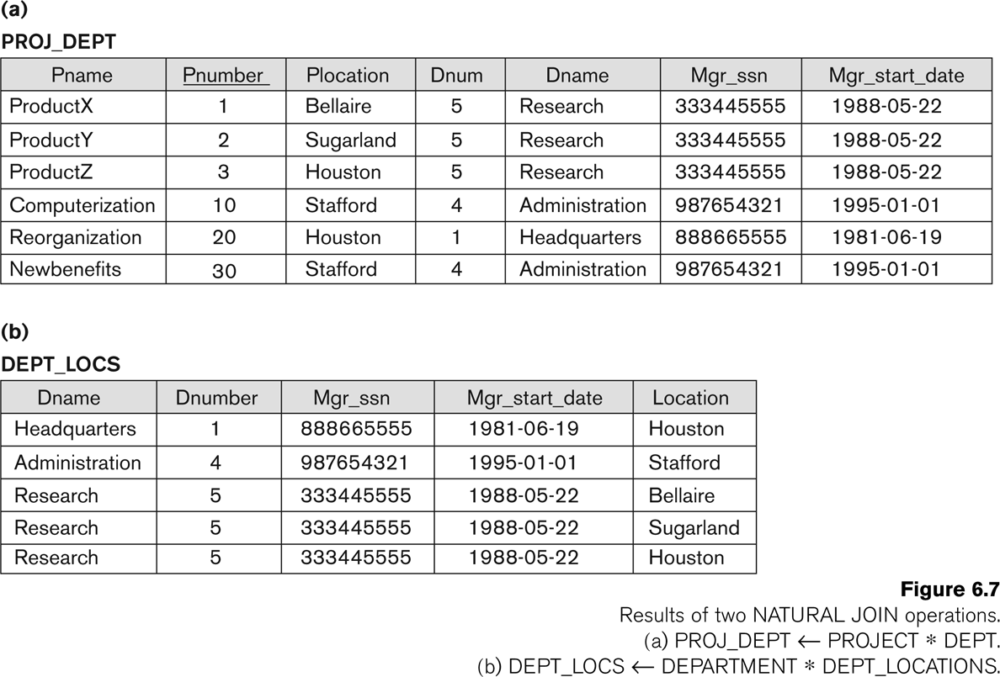 (a)
PROJ_DEPT
Pname Pnumber Plocation Dnum Dname Mgr_ssn Mgr_start_date
ProductX 1 Bellaire 5 Research 333445555 1988-05-22
ProductY 2 Sugarland 5 Research 333445555 1988-05-22
ProductZ 3 Houston 5 Research 333445555 1988-05-22
Computerization 10 Stafford 4 Administration 987654321 1995-01-01
Reorganization 20 Houston 1 Headquarters 888665555 1981-06-19
Newbenefits 30 Stafford 4 Administration 987654321 1995-01-01
(b)
DEPT_LOCS
Dname Dnumber Mgr_ssn Mgr_start_date Location
Headquarters 1 888665555 1981-06-19 Houston
Administration 4 987654321 1995-01-01 Stafford
Research 5 333445555 1988-05-22 Bellaire
Research 5 333445555 1988-05-22 Sugarland
Research 5 333445555 1988-05-22 Houston
Figure 6.7
Results of two NATURAL JOIN operations.
(a) PROJ_DEPT ← PROJECT * DEPT.
(b) DEPT_LOCS ← DEPARTMENT * DEPT_LOCATIONS.